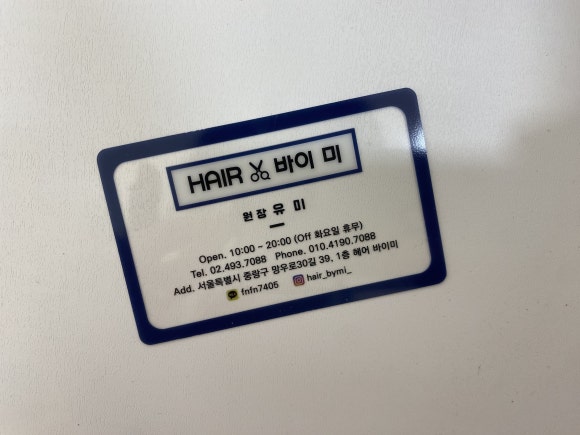 HAIR 바이 미
원장 유 미
Open. 10:00 ~ 20:00 (Off 화요일 휴무)
Tel. 02.493.7088 Phone. 010.4190.7088
Add. 서울특별시 중랑구 망우로30길 39, 1층 헤어 바이미
fnfn7405 hair_bymi_